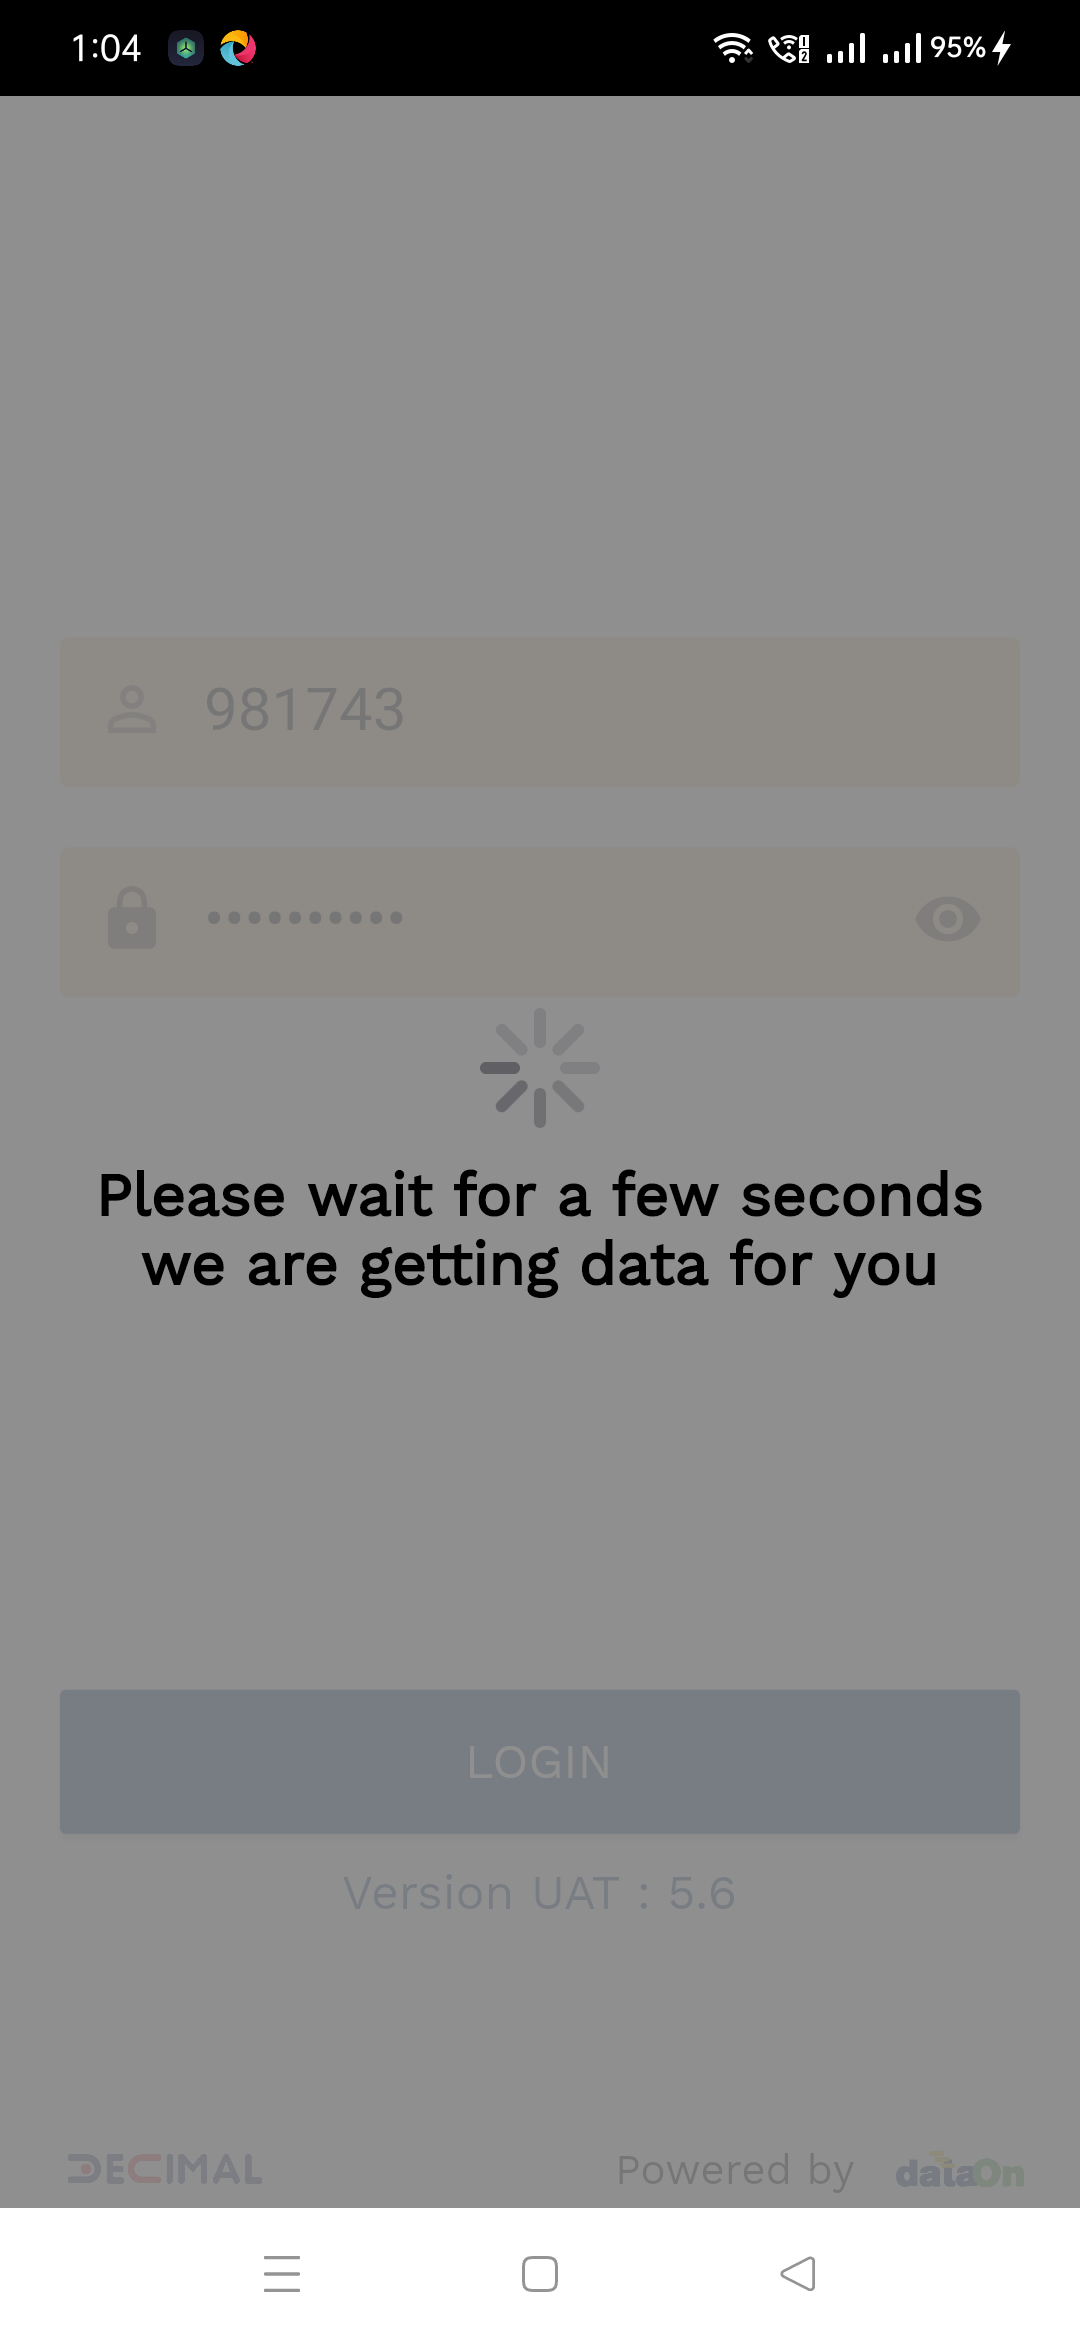 1:04
95%
981743
••••••••••
Please wait for a few seconds
we are getting data for you
LOGIN
Version UAT : 5.6
DECIMAL
Powered by dataOn